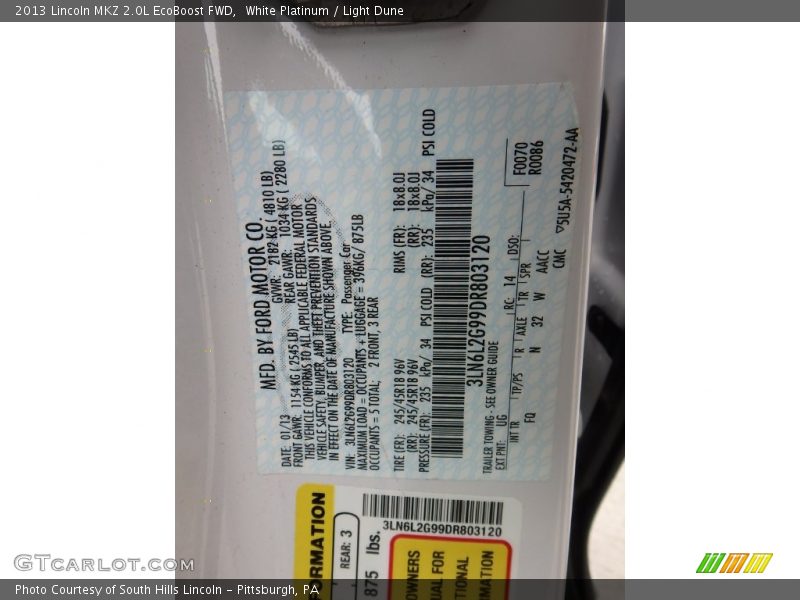 2013 Lincoln MKZ 2.0L EcoBoost FWD,  White Platinum / Light Dune
MFD. BY FORD MOTOR CO.
DATE: 01/13 GVWR: 2182 KG ( 4810 LB)
FRONT GAWR: 1154 KG ( 2545 LB) REAR GAWR: 1034 KG ( 2280 LB)
THIS VEHICLE CONFORMS TO ALL APPLICABLE FEDERAL MOTOR
VEHICLE SAFETY, BUMPER, AND THEFT PREVENTION STANDARDS
IN EFFECT ON THE DATE OF MANUFACTURE SHOWN ABOVE.
VIN: 3LN6L2G99DR803120 TYPE: Passenger Car
MAXIMUM LOAD = OCCUPANTS + LUGGAGE = 396KG/ 875LB
OCCUPANTS = 5 TOTAL: 2 FRONT, 3 REAR
TIRE (FR): 245/45R18 96V RIMS (FR): 18x8.0J
(RR): 245/45R18 96V (RR): 18x8.0J
PRESSURE (FR): 235 kPa/ 34 PSI COLD (RR): 235 kPa/ 34 PSI COLD
3LN6L2G99DR803120
TRAILER TOWING - SEE OWNER GUIDE
F0070
R0086
EXT PNT: UG RC: 14 DSO:
INT TR TP/PS R AXLE TR SPR
FQ N 32 W AACC
CMC ▽5U5A-5420472-AA
3LN6L2G99DR803120
REAR: 3
875 lbs.
GTCarLot.com
Photo Courtesy of South Hills Lincoln - Pittsburgh, PA